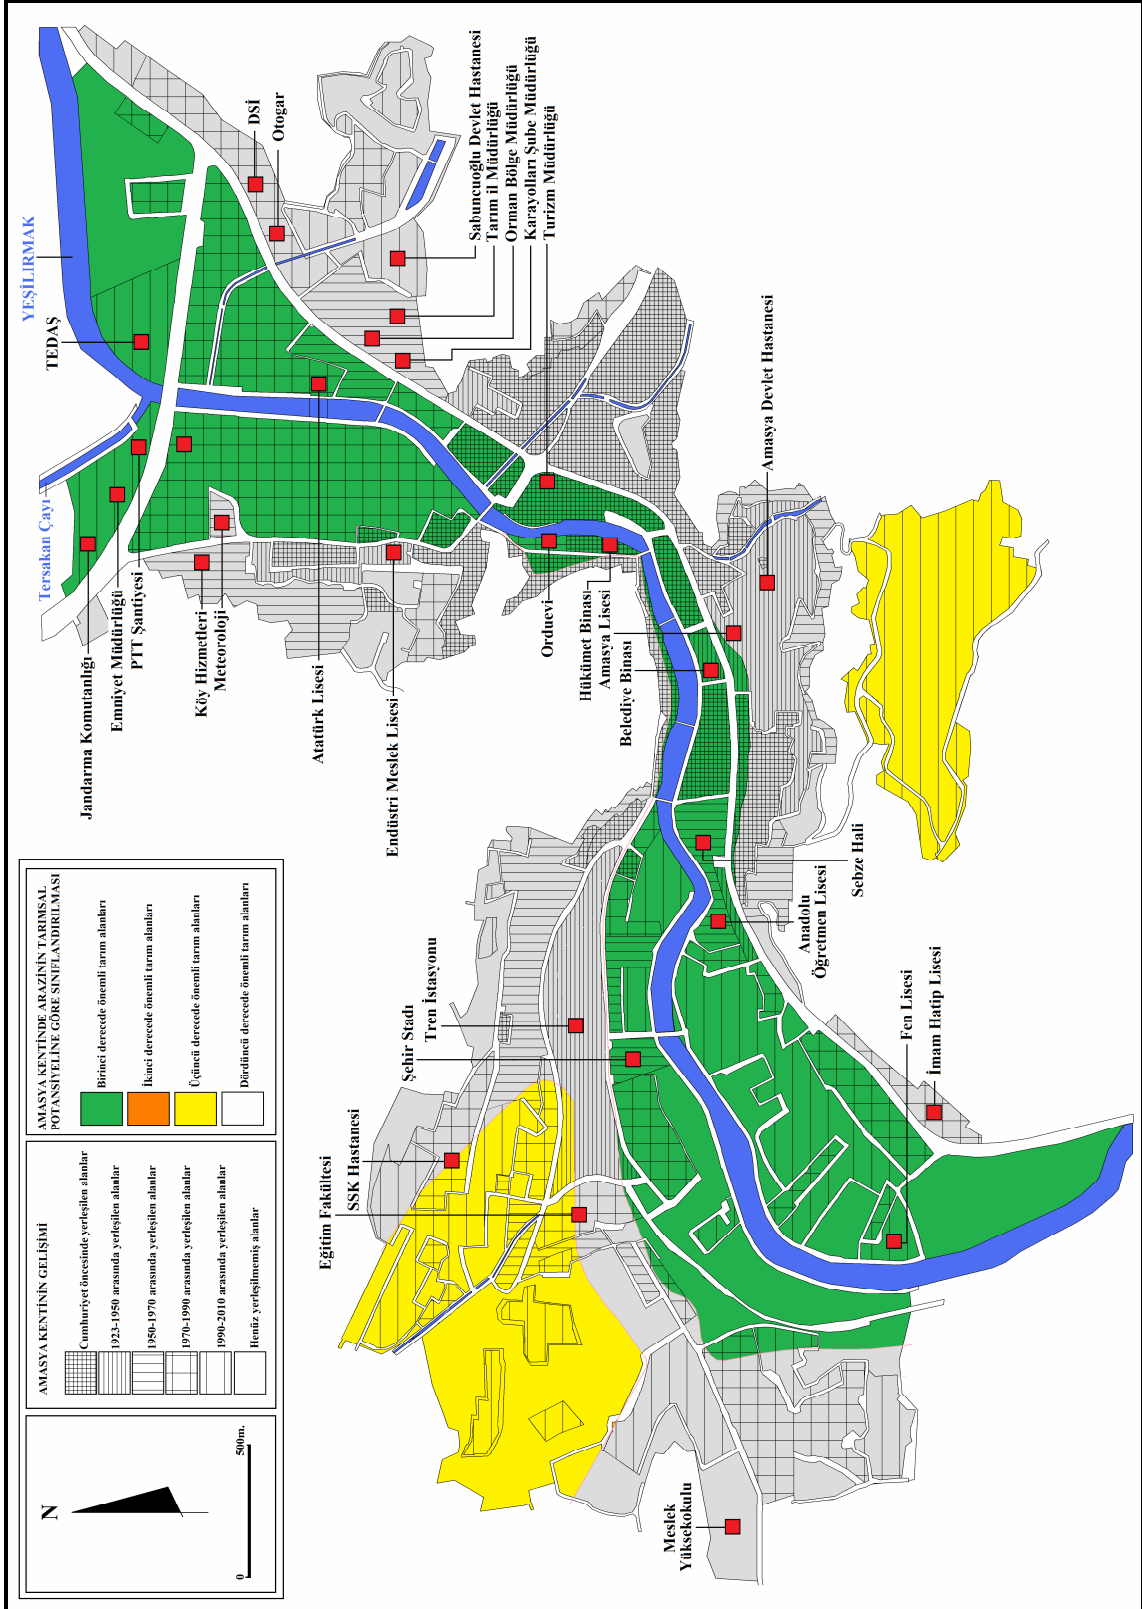 YEŞİLIRMAK
TEDAŞ
Tersakan Çayı
Jandarma Komutanlığı
Emniyet Müdürlüğü
PTT Şantiyesi
Köy Hizmetleri
Meteoroloji
Atatürk Lisesi
Endüstri Meslek Lisesi
DSİ
Otogar
Sabuncuoğlu Devlet Hastanesi
Tarım il Müdürlüğü
Orman Bölge Müdürlüğü
Karayolları Şube Müdürlüğü
Turizm Müdürlüğü
Orduevi
Hükümet Binası
Amasya Lisesi
Belediye Binası
Amasya Devlet Hastanesi
Sebze Hali
Anadolu
Öğretmen Lisesi
Fen Lisesi
İmam Hatip Lisesi
Şehir Stadı
Tren İstasyonu
Eğitim Fakültesi
SSK Hastanesi
Meslek
Yüksekokulu
N
0
500m.
AMASYA KENTİNİN GELİŞİMİ
Cumhuriyet öncesinde yerleşilen alanlar
1923-1950 arasında yerleşilen alanlar
1950-1970 arasında yerleşilen alanlar
1970-1990 arasında yerleşilen alanlar
1990-2010 arasında yerleşilen alanlar
Henüz yerleşilmemiş alanlar
AMASYA KENTİNDE ARAZİNİN TARIMSAL
POTANSİYELİNE GÖRE SINIFLANDIRILMASI
Birinci derecede önemli tarım alanları
İkinci derecede önemli tarım alanları
Üçüncü derecede önemli tarım alanları
Dördüncü derecede önemli tarım alanları